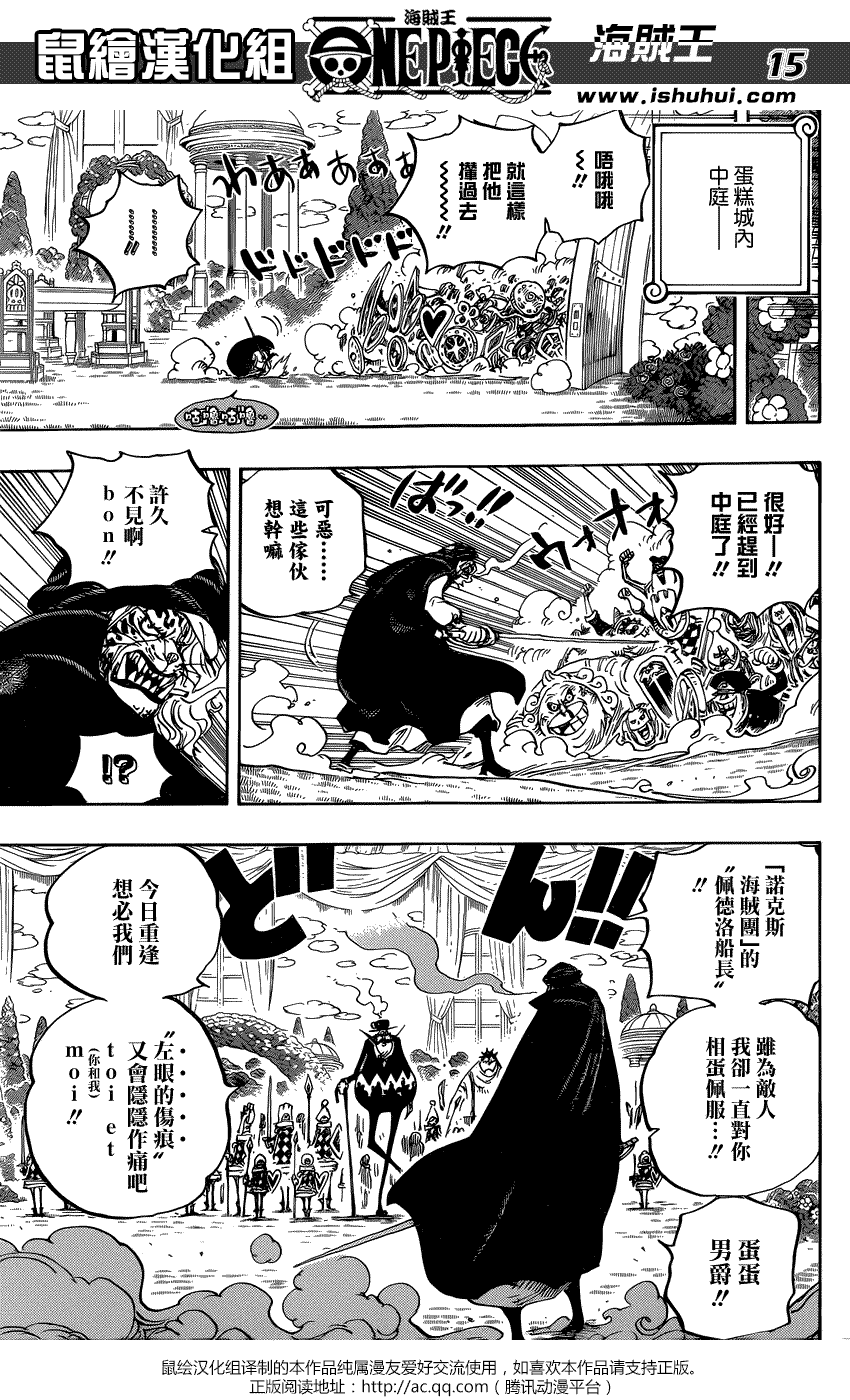 鼠繪漢化組
海賊王
ONE PIECE
海賊王
15
www.ishuhui.com
蛋糕城內
中庭——
唔哦哦
～!!
就這樣
把他
攆過去
～～～!!
わあああああ
ドドドドド
………
………!!
咕嚕咕嚕∞
很好—!!
已經趕到
中庭了!!
ウオオオ
ばっ!!
可惡……
這些傢伙
想幹嘛
許久
不見啊
bon!!
!?
「諾克斯
海賊團」的
“佩德洛船長”
!!
雖為敵人
我卻一直對你
相蛋佩服…!!
蛋蛋
男爵!!
どん!!
今日重逢
想必我們
“左眼的傷痕”
又會隱隱作痛吧
toi et
(你和我)
moi!!
鼠绘汉化组译制的本作品纯属漫友爱好交流使用，如喜欢本作品请支持正版。
正版阅读地址：http://ac.qq.com（腾讯动漫平台）